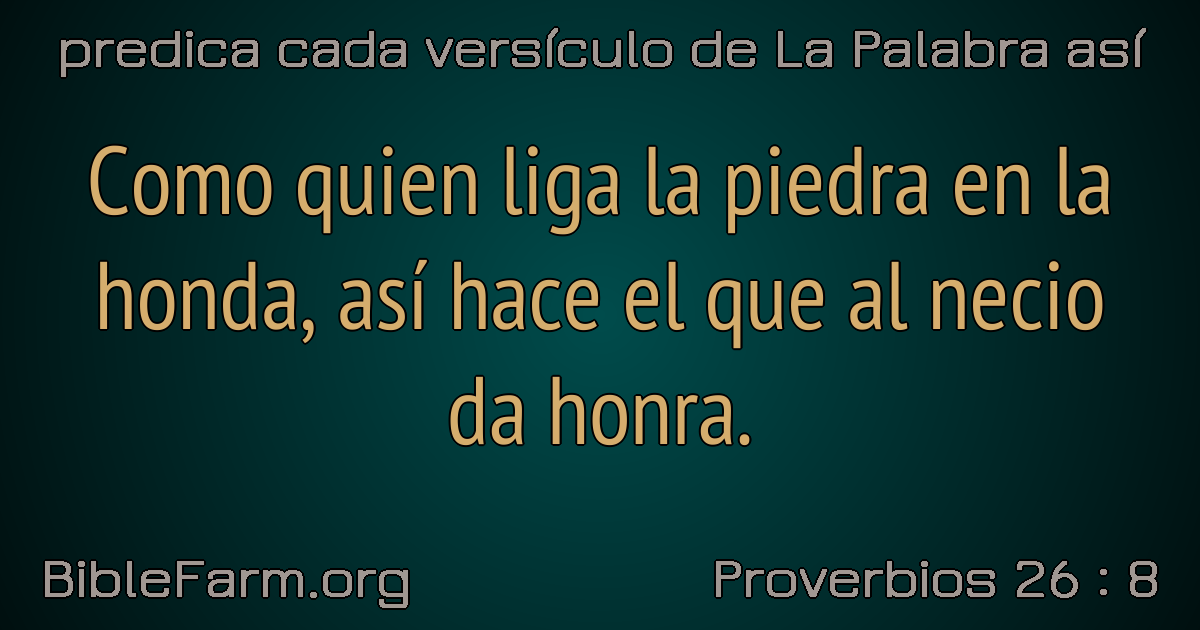 predica cada versículo de La Palabra así
Como quien liga la piedra en la
honda, así hace el que al necio
da honra.
BibleFarm.org
Proverbios 26 : 8